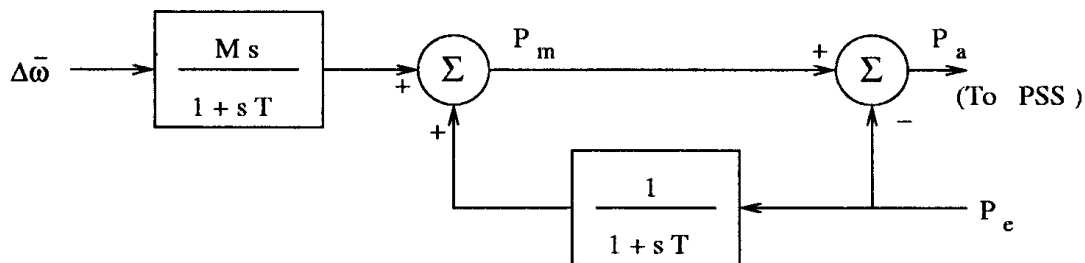 Δω̄
M s
1 + s T
+
Σ
P m
+
Σ
P a
(To PSS )
+
−
1
1 + s T
P e